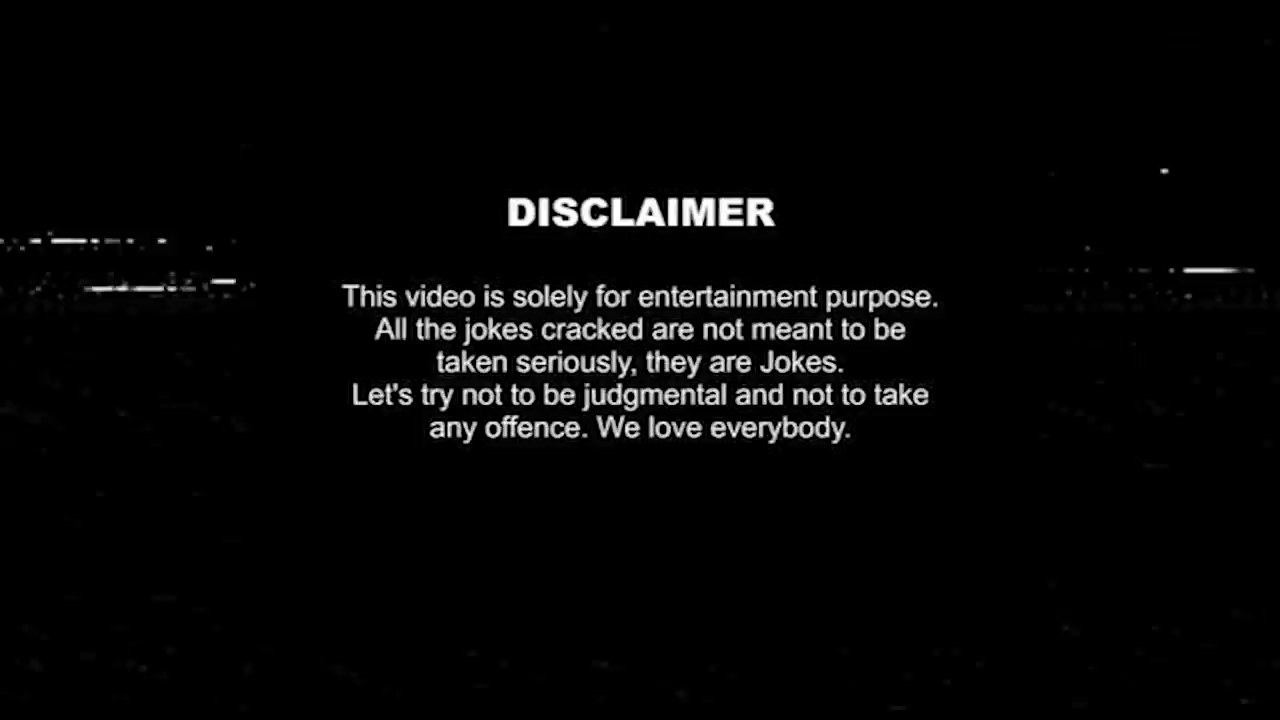 DISCLAIMER
This video is solely for entertainment purpose.
All the jokes cracked are not meant to be
taken seriously, they are Jokes.
Let's try not to be judgmental and not to take
any offence. We love everybody.